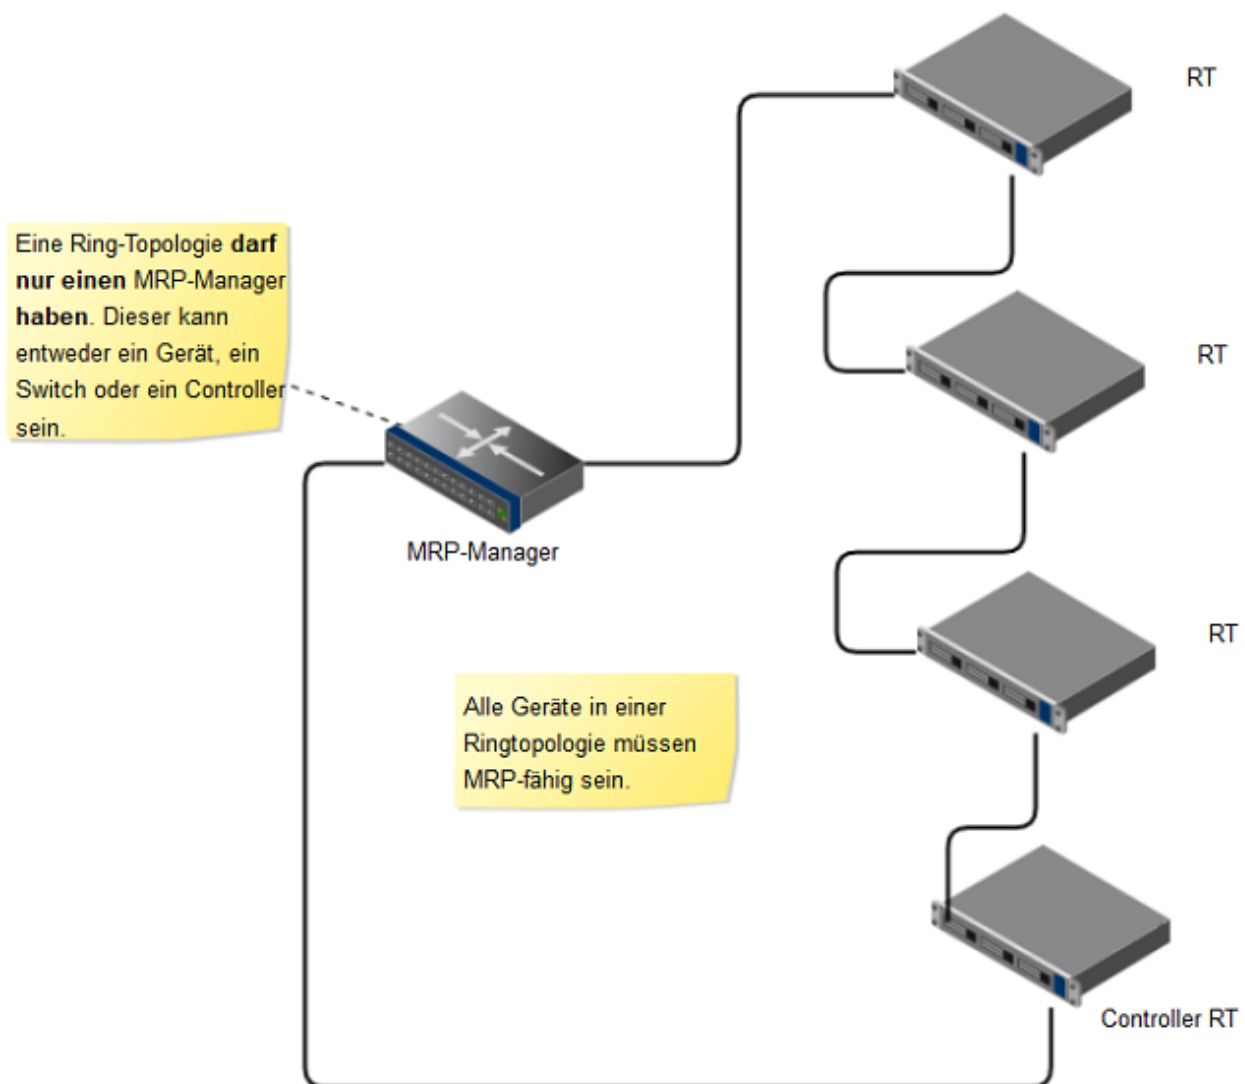 RT
Eine Ring-Topologie darf
nur einen MRP-Manager
haben. Dieser kann
entweder ein Gerät, ein
Switch oder ein Controller
sein.
RT
MRP-Manager
RT
Alle Geräte in einer
Ringtopologie müssen
MRP-fähig sein.
Controller RT